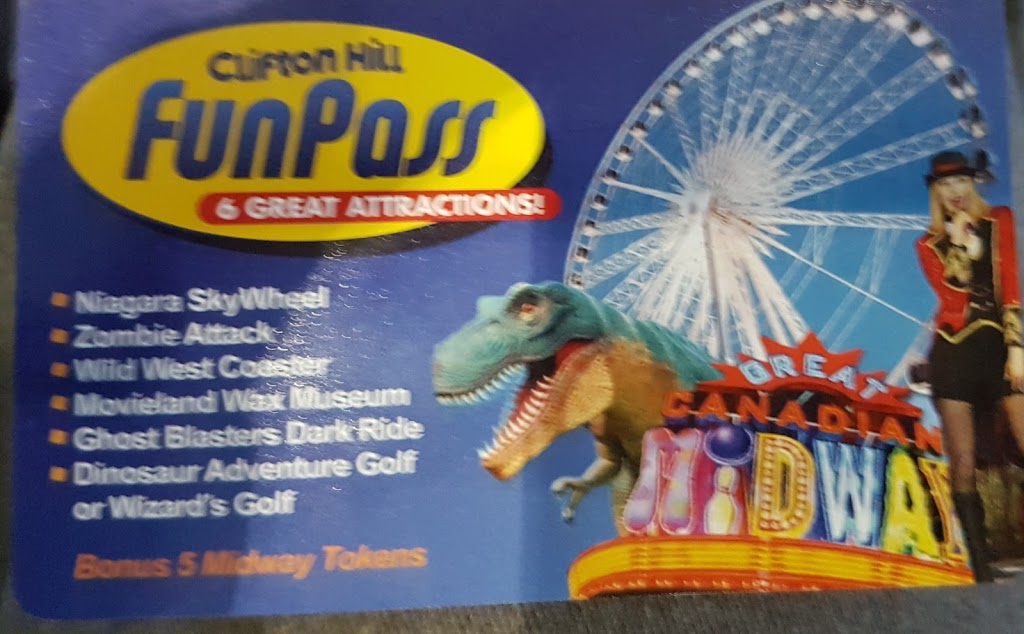 Clifton Hill
FunPass
6 GREAT ATTRACTIONS!
Niagara SkyWheel
Zombie Attack
Wild West Coaster
Movieland Wax Museum
Ghost Blasters Dark Ride
Dinosaur Adventure Golf
or Wizard's Golf
Bonus 5 Midway Tokens
GREAT
CANADIAN
MiDWAY